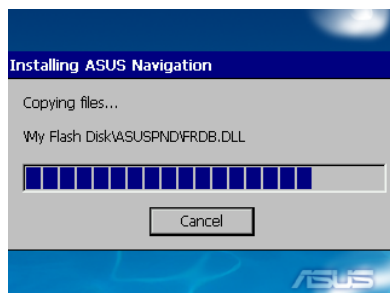 Installing ASUS Navigation
Copying files...
\My Flash Disk\ASUSPND\FRDB.DLL
Cancel
ASUS